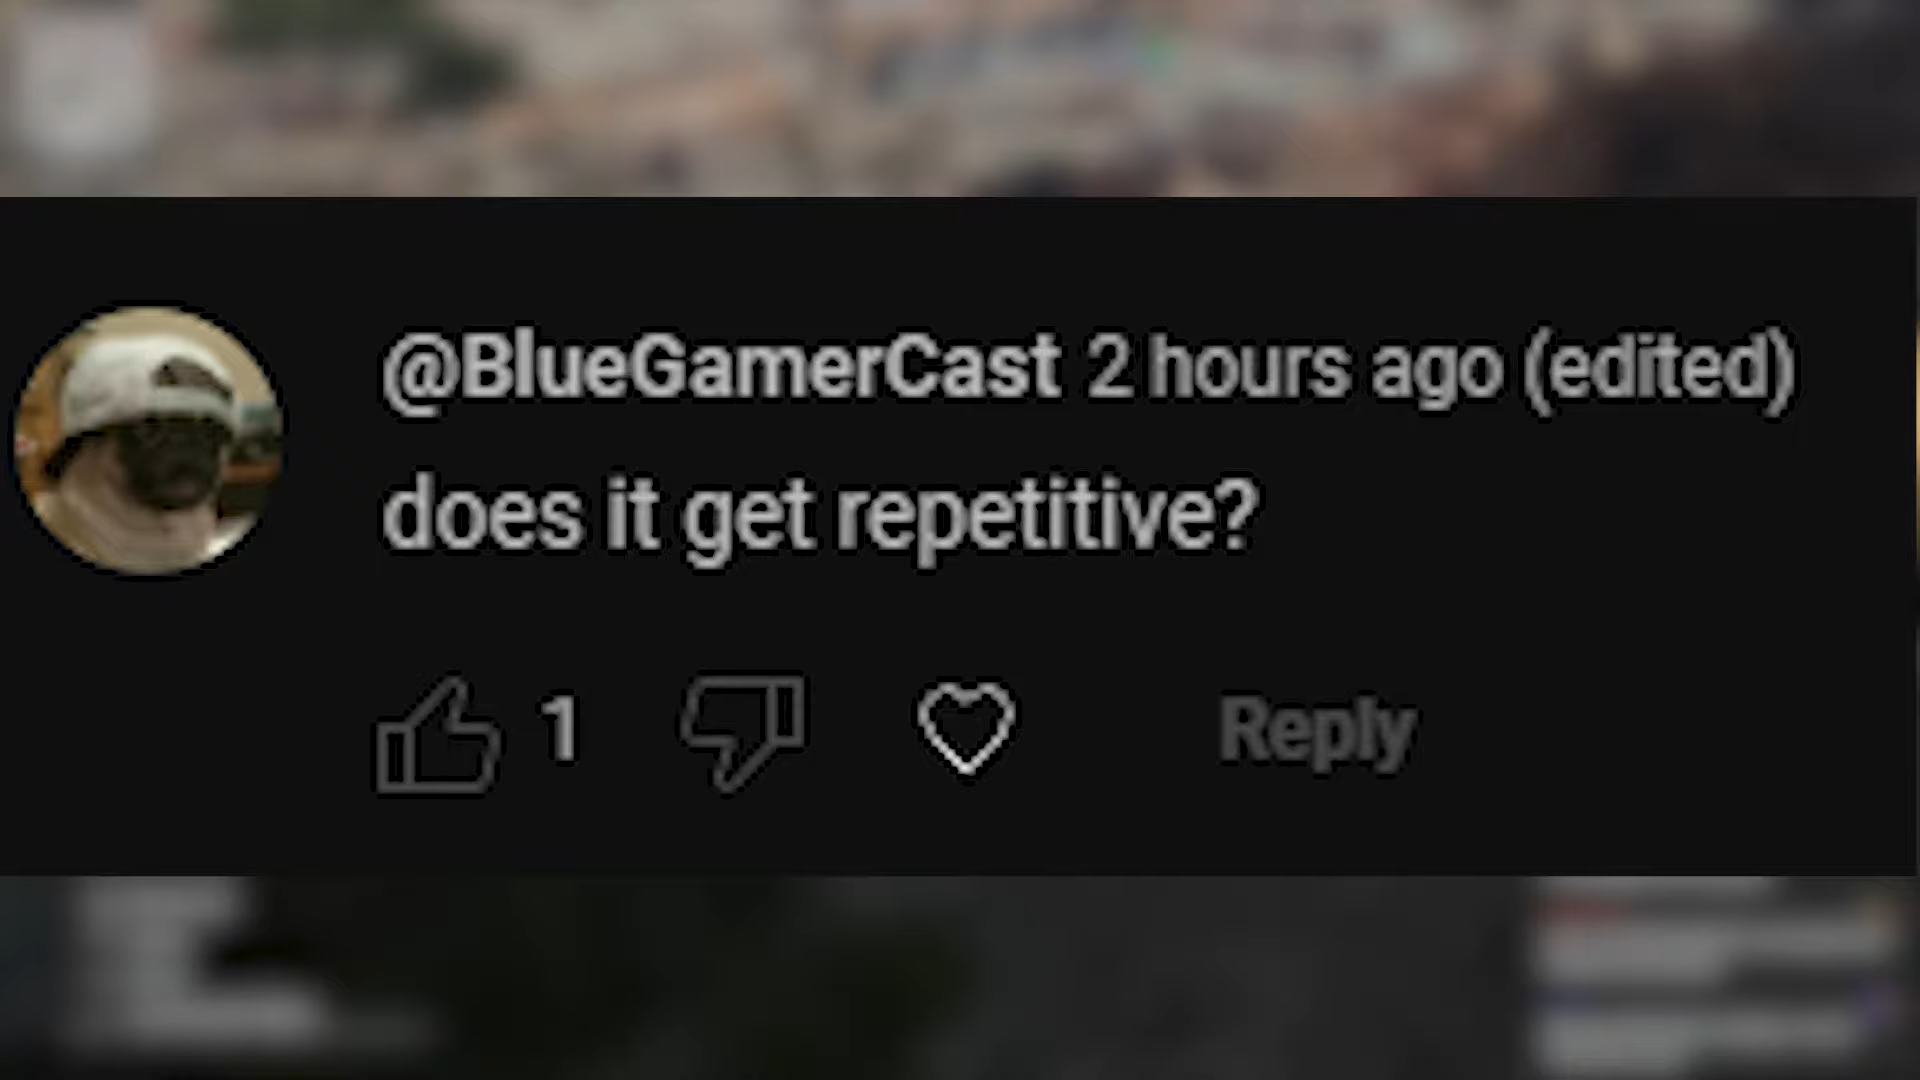 @BlueGamerCast 2 hours ago (edited)
does it get repetitive?
1 Reply